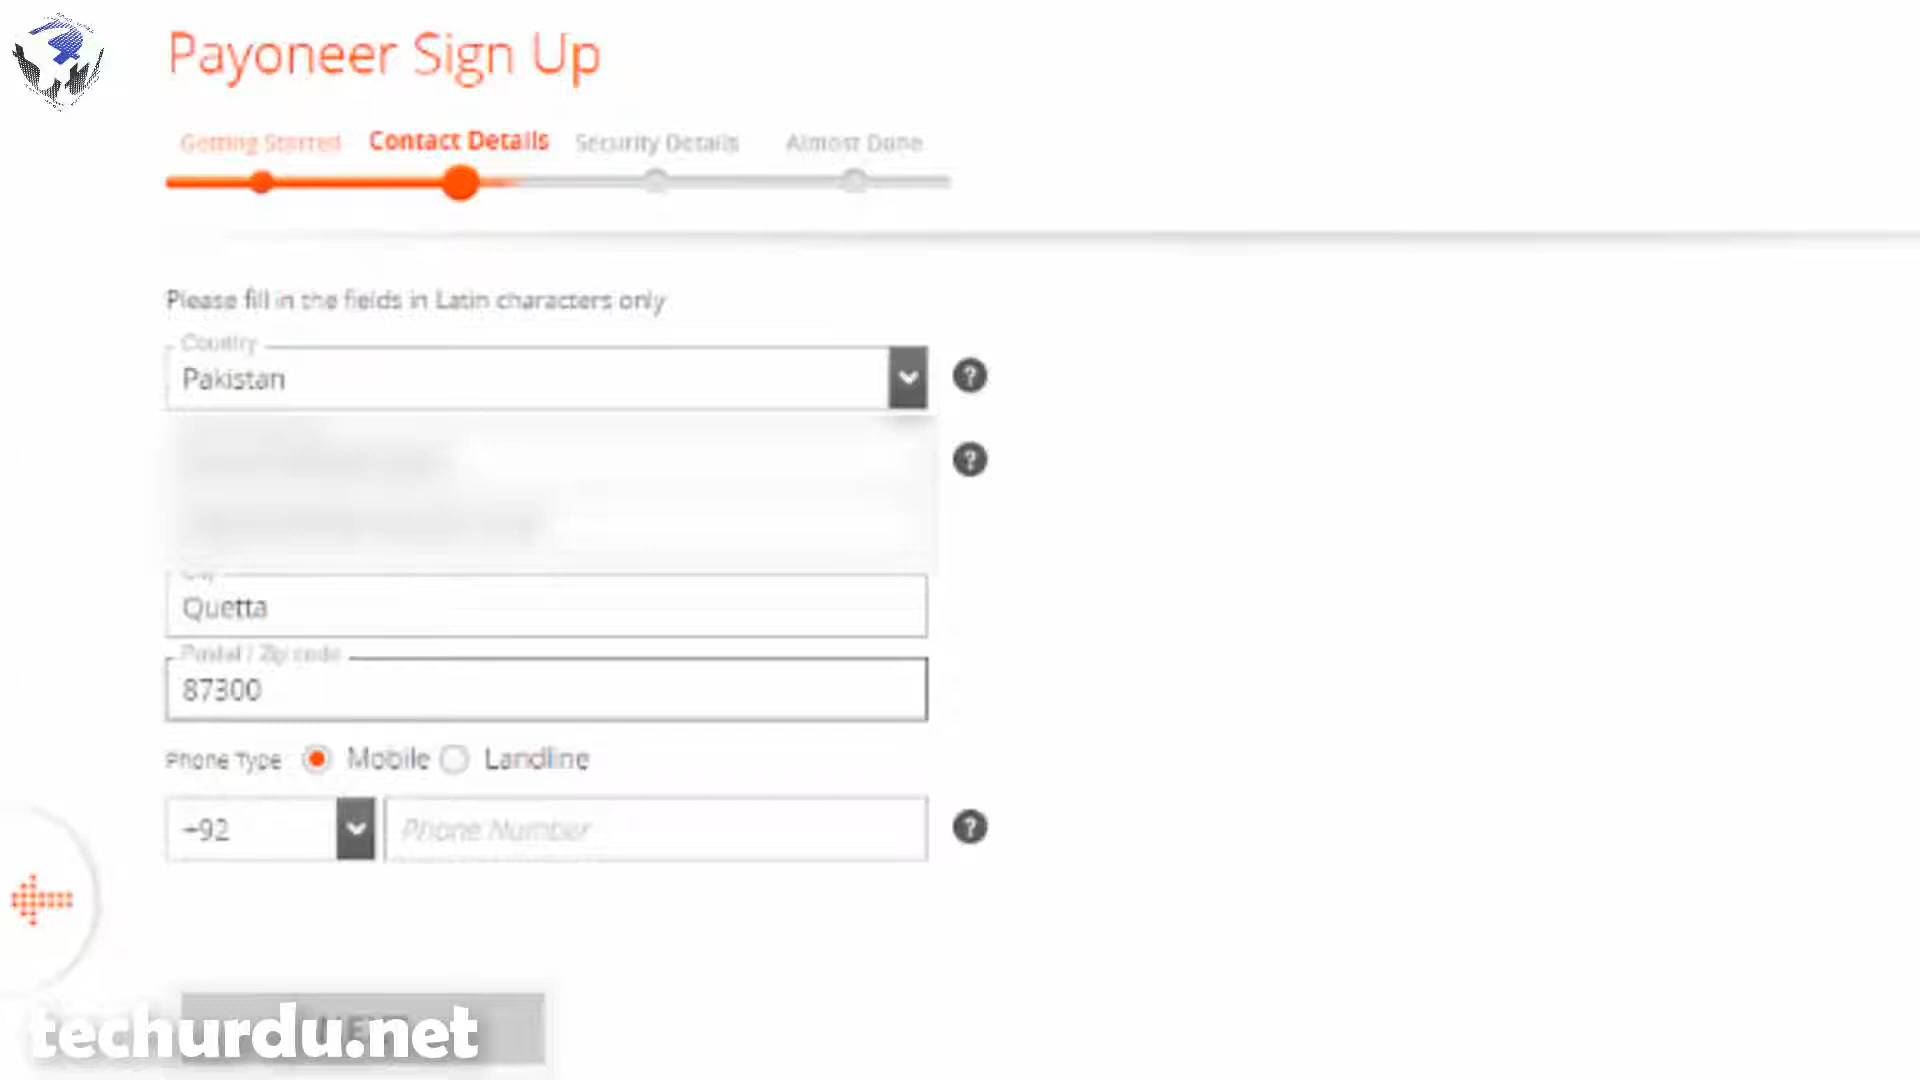 Payoneer Sign Up
Getting Started Contact Details Security Details Almost Done
Please fill in the fields in Latin characters only
Country
Pakistan
?
?
Quetta
Postal / Zip code
87300
Phone Type Mobile Landline
+92 Phone Number ?
techurdu.net